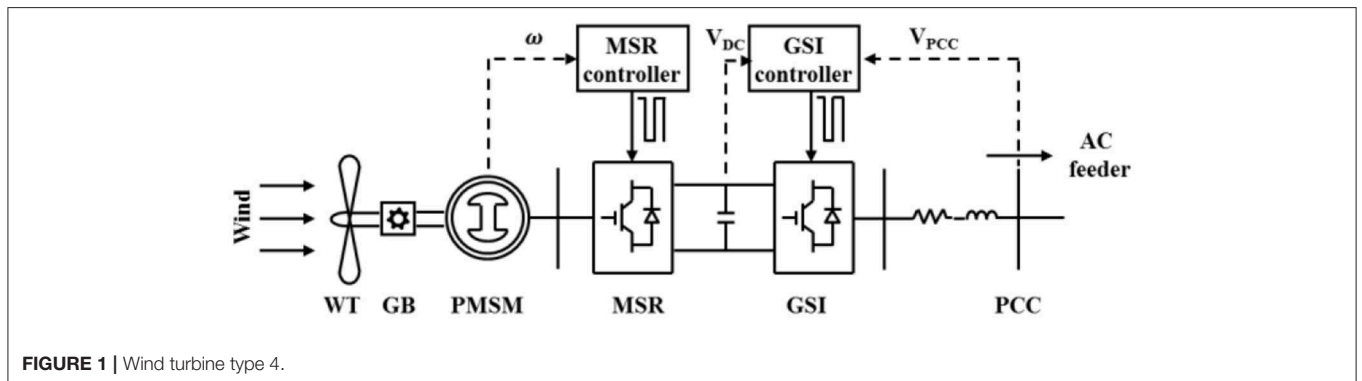 ω
MSR
controller
V_DC
GSI
controller
V_PCC
AC
feeder
Wind
WT
GB
PMSM
MSR
GSI
PCC
FIGURE 1 | Wind turbine type 4.